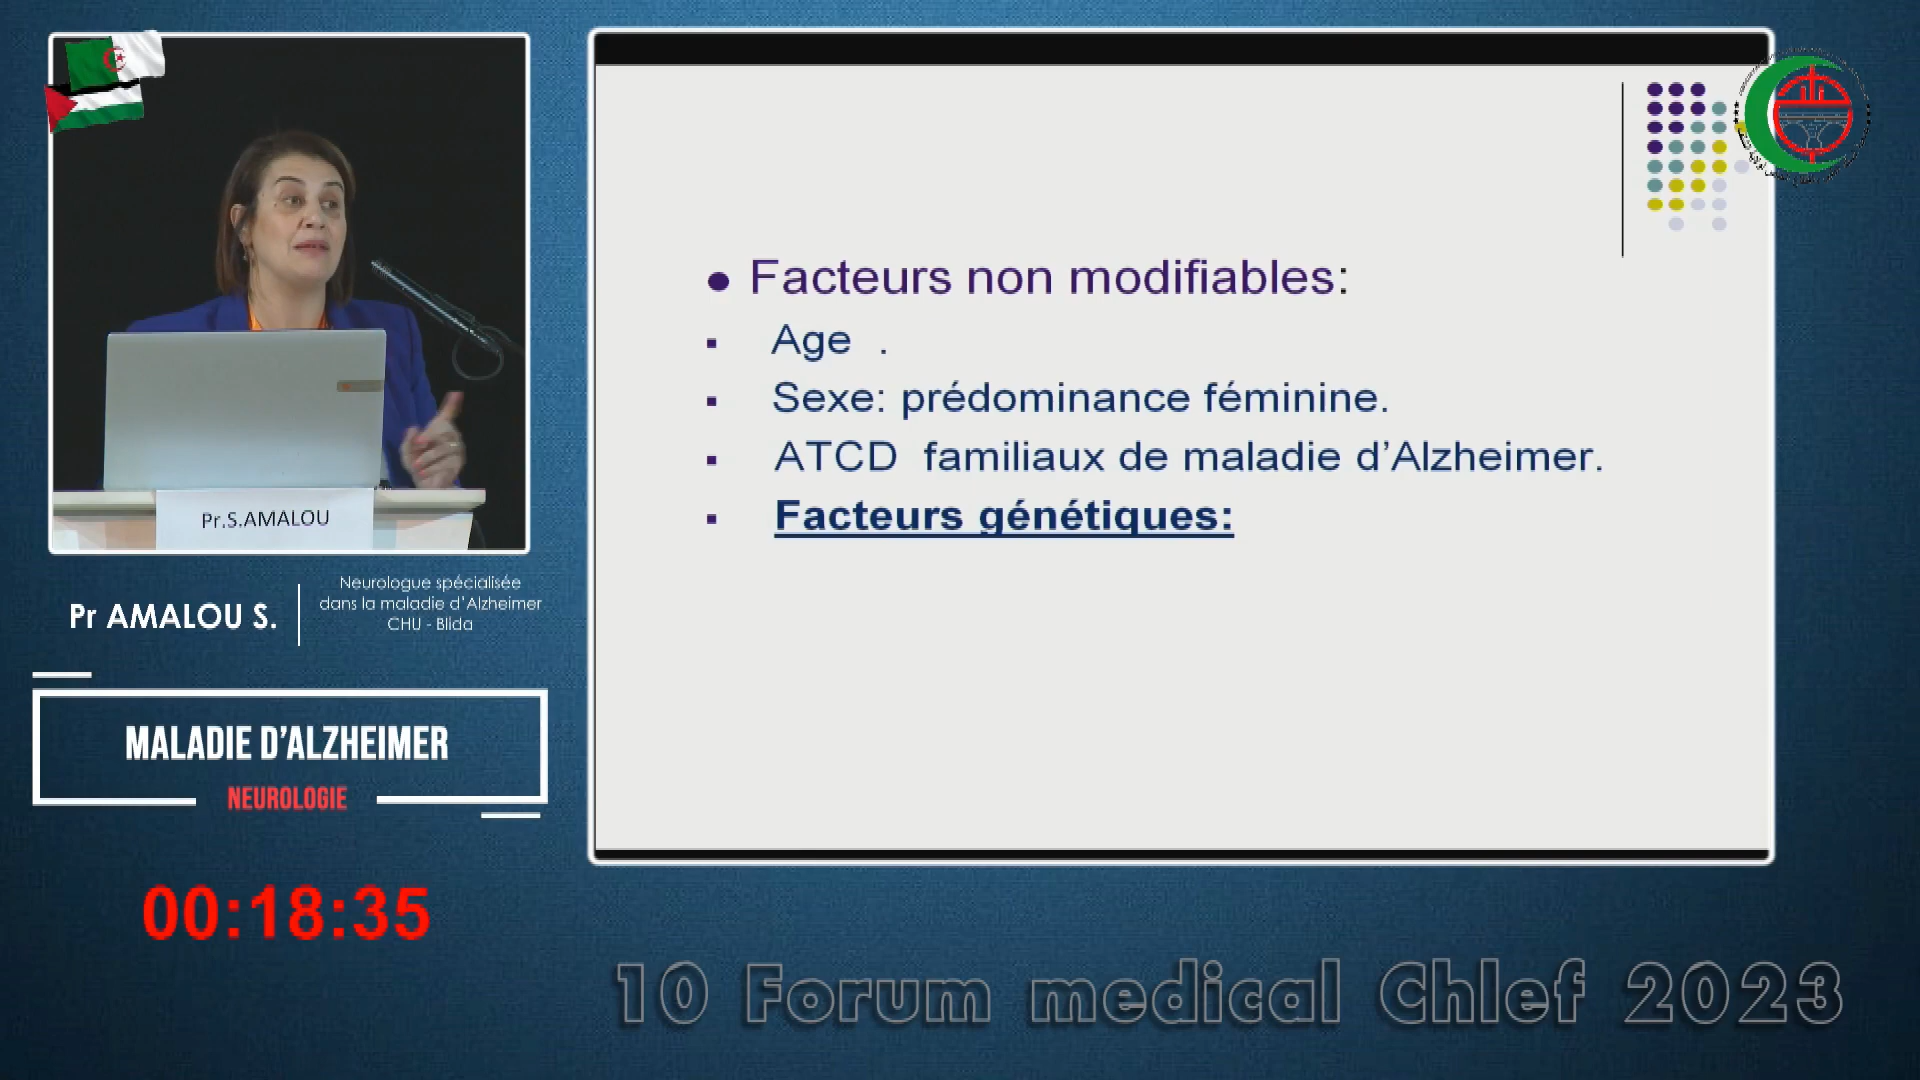 Pr.S.AMALOU
Pr AMALOU S.
Neurologue spécialisée
dans la maladie d'Alzheimer
CHU - Blida
MALADIE D'ALZHEIMER
NEUROLOGIE
00:18:35
Facteurs non modifiables:
Age .
Sexe: prédominance féminine.
ATCD familiaux de maladie d'Alzheimer.
Facteurs génétiques:
10 Forum medical Chlef 2023